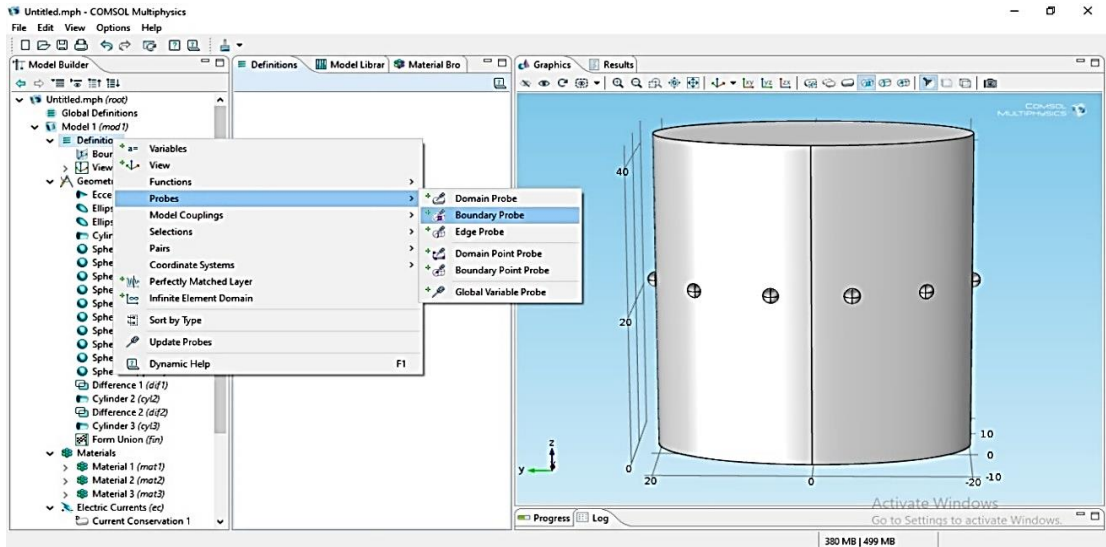 Untitled.mph - COMSOL Multiphysics
File Edit View Options Help
Model Builder
Definitions Model Librar Material Bro
Graphics Results
Untitled.mph (root)
Global Definitions
Model 1 (mod1)
Definitio
Bour
View
Geomet
Ecce
Ellips
Ellips
Cylin
Sphe
Sphe
Sphe
Sphe
Sphe
Sphe
Sphe
Sphe
Sphe
Sphe
Difference 1 (dif1)
Cylinder 2 (cyl2)
Difference 2 (dif2)
Cylinder 3 (cyl3)
Form Union (fin)
Materials
Material 1 (mat1)
Material 2 (mat2)
Material 3 (mat3)
Electric Currents (ec)
Current Conservation 1
a= Variables
View
Functions
Probes
Model Couplings
Selections
Pairs
Coordinate Systems
Perfectly Matched Layer
Infinite Element Domain
Sort by Type
Update Probes
Dynamic Help F1
Domain Probe
Boundary Probe
Edge Probe
Domain Point Probe
Boundary Point Probe
Global Variable Probe
COMSOL
MULTIPHYSICS
40
20
0
20
0
-20
10
0
-10
z
y
Activate Windows
Go to Settings to activate Windows.
Progress Log
380 MB | 499 MB